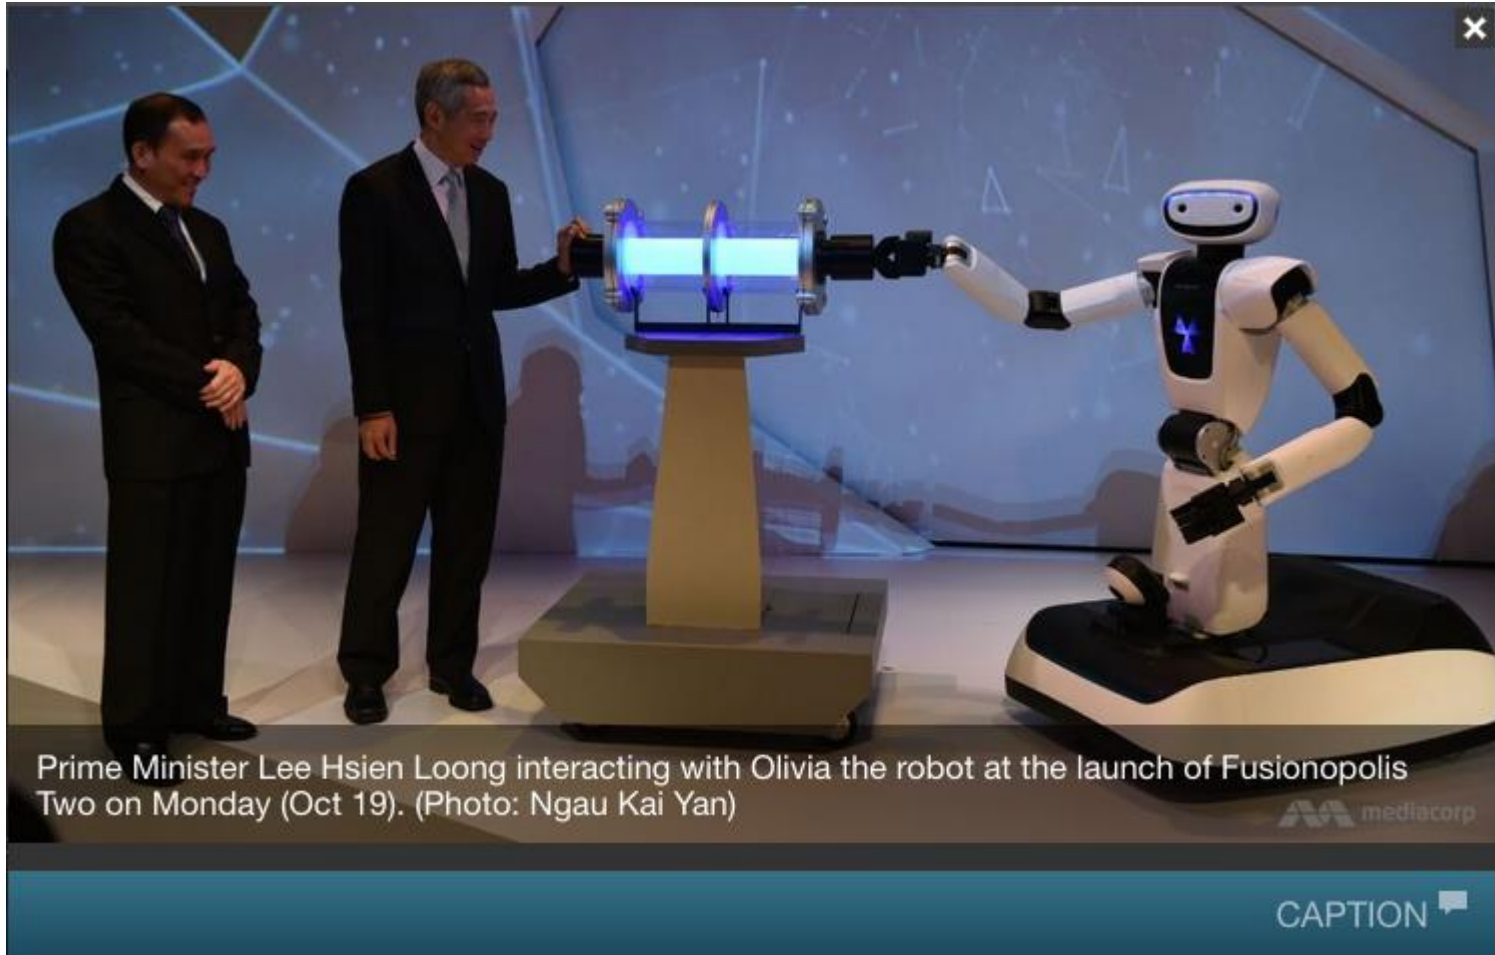 Prime Minister Lee Hsien Loong interacting with Olivia the robot at the launch of Fusionopolis
Two on Monday (Oct 19). (Photo: Ngau Kai Yan)
mediacorp
CAPTION